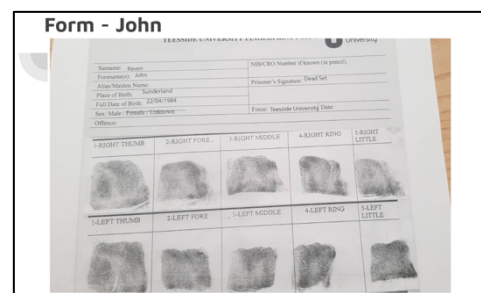 Form - John
TEESSIDE UNIVERSITY FINGERPRINT
University
Surname:
Forename(s): John
NIB/CRO Number if known (in pencil)
Alias/Maiden Name:
Prisoner's Signature: Dead Set
Place of Birth: Sunderland
Full Date of Birth: 22/04/1984
Sex: Male / Female / Unknown
Force: Teesside University Date:
Offence:
1-RIGHT THUMB
2-RIGHT FORE
3-RIGHT MIDDLE
4-RIGHT RING
5-RIGHT
LITTLE
1-LEFT THUMB
2-LEFT FORE
3-LEFT MIDDLE
4-LEFT RING
5-LEFT
LITTLE